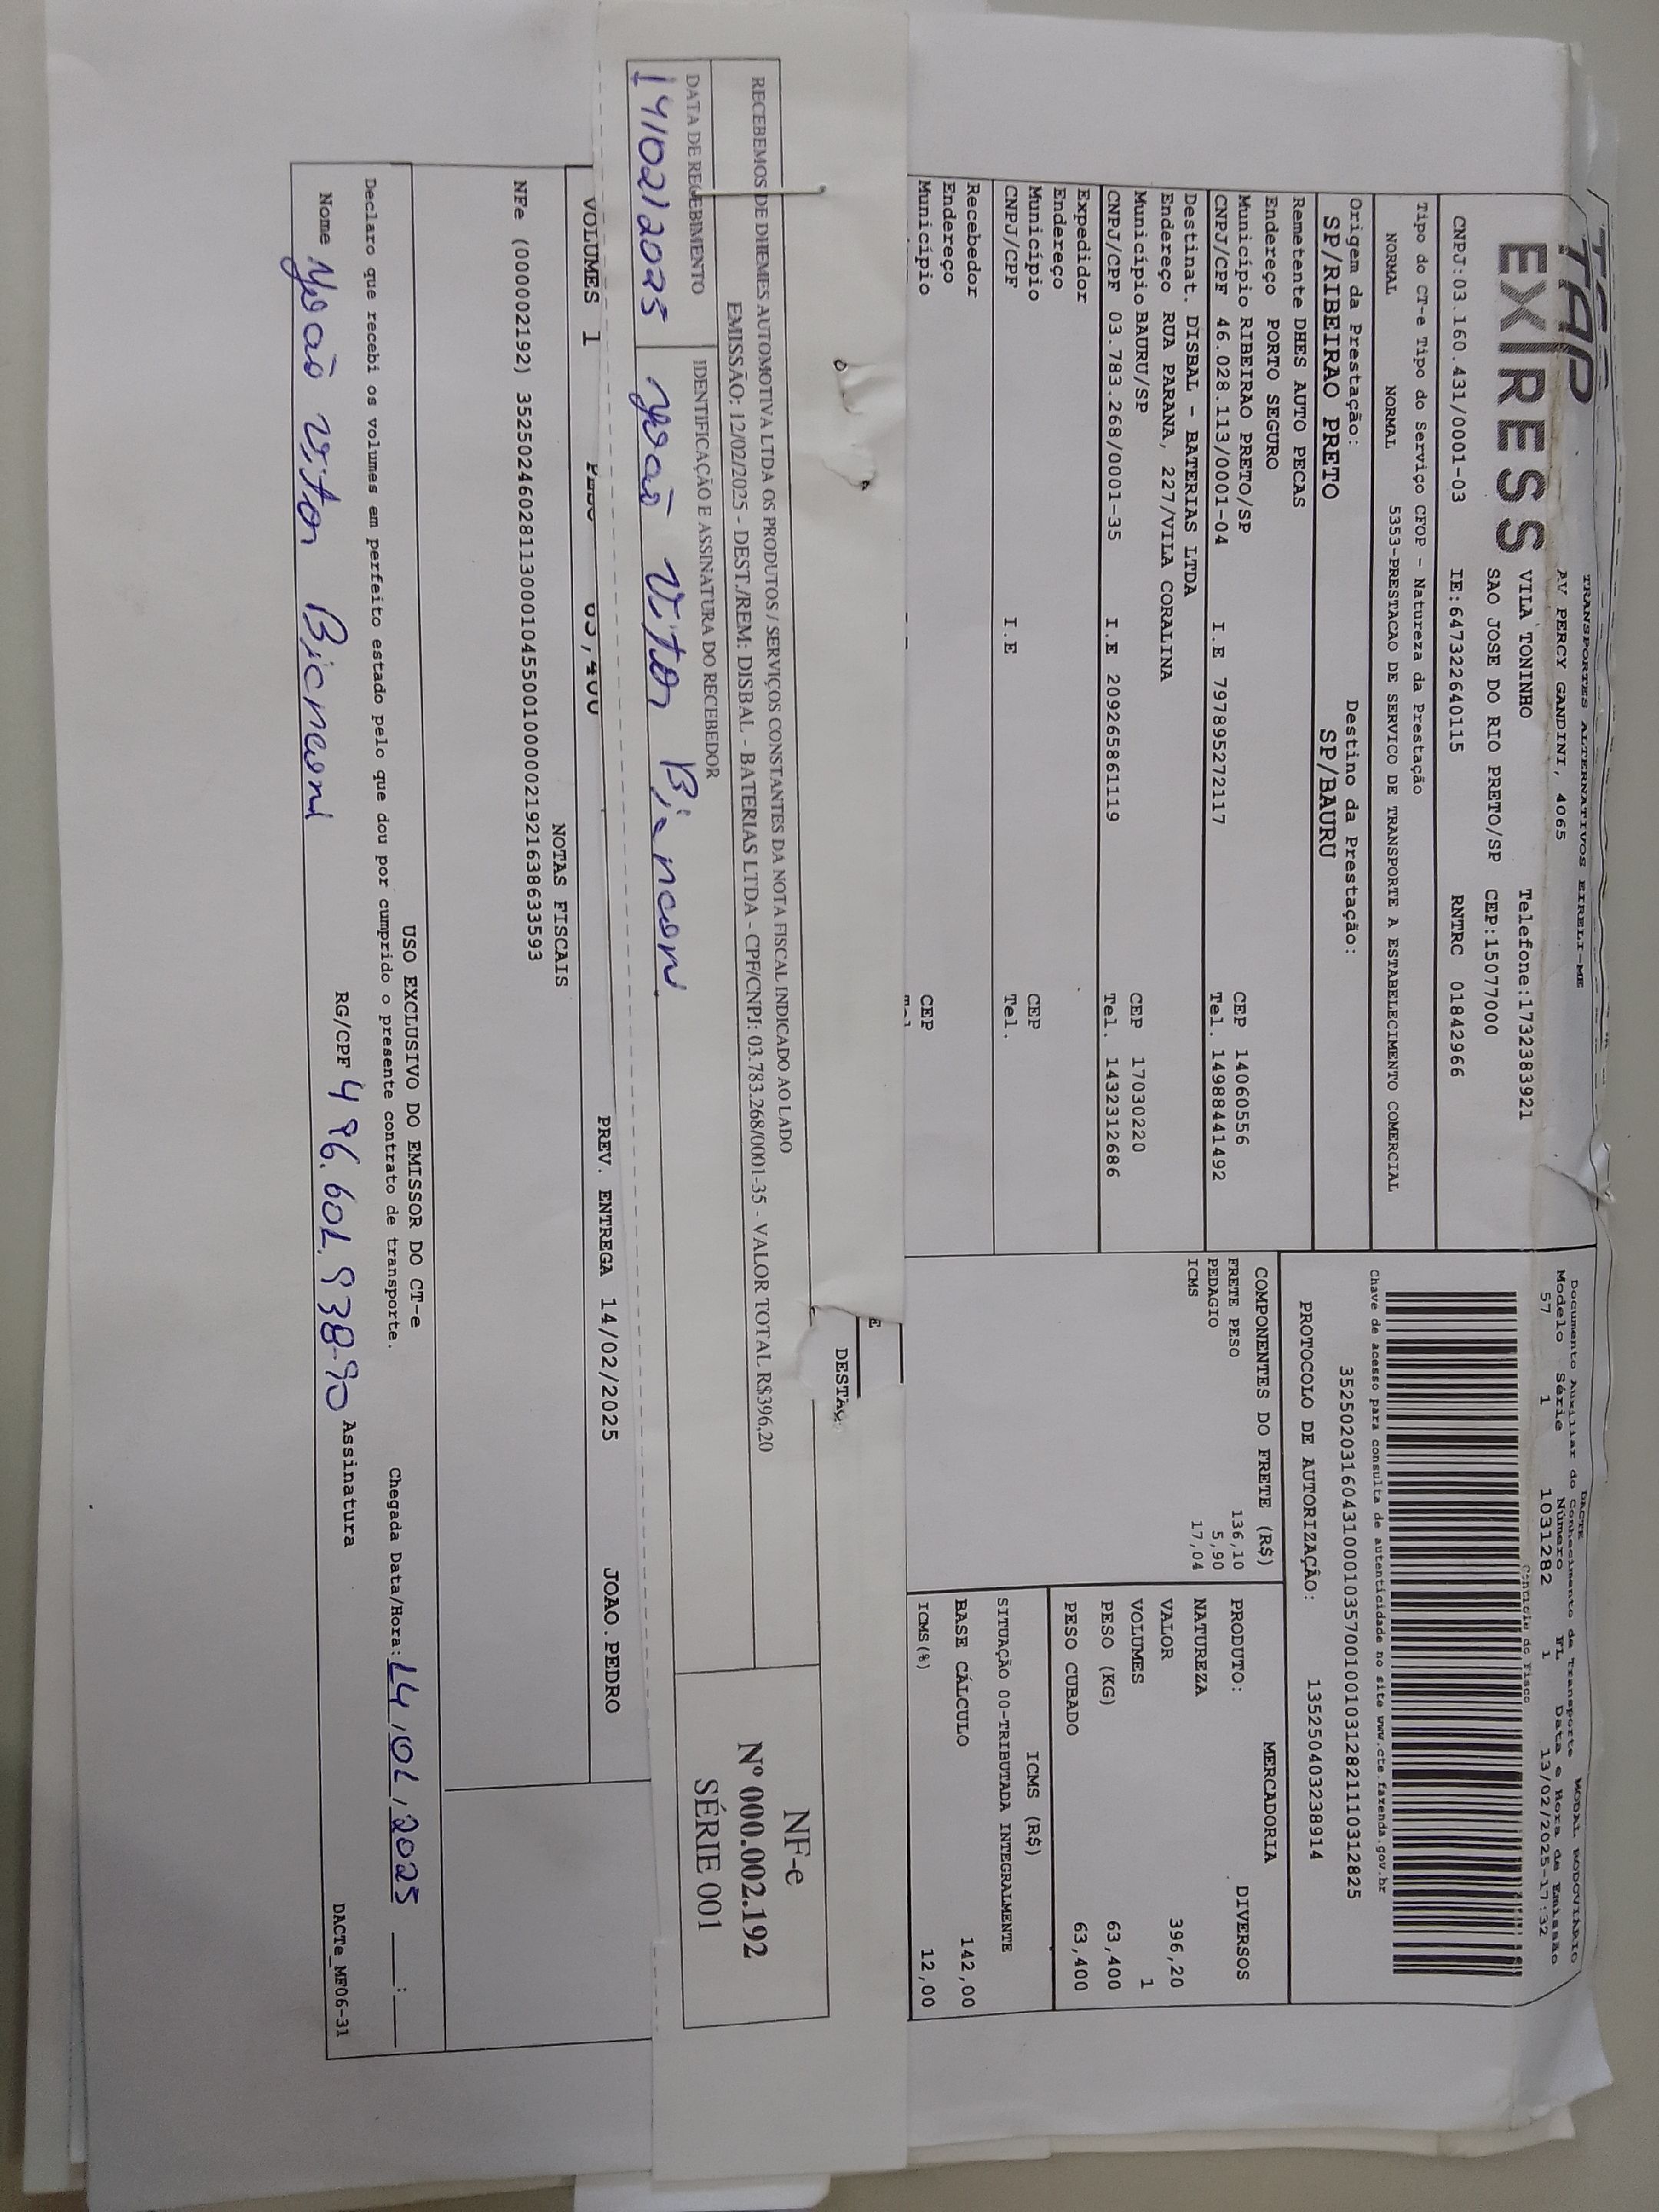 TAP
EXPRESS
TRANSPORTES ALTERNATIVOS EIRELI-ME
AV PERCY GANDINI, 4065
VILA TONINHO Telefone:1732383921
SAO JOSE DO RIO PRETO/SP CEP:15077000
CNPJ:03.160.431/0001-03 IE:647322640115 RNTRC 01842966
Tipo do CT-e Tipo do Serviço CFOP - Natureza da Prestação
NORMAL NORMAL 5353-PRESTACAO DE SERVICO DE TRANSPORTE A ESTABELECIMENTO COMERCIAL
Origem da Prestação: Destino da Prestação:
SP/RIBEIRAO PRETO SP/BAURU
Remetente DHES AUTO PECAS
Endereço PORTO SEGURO
Município RIBEIRAO PRETO/SP CEP 14060556
CNPJ/CPF 46.028.113/0001-04 I.E 797895272117 Tel. 14988441492
Destinat. DISBAL - BATERIAS LTDA
Endereço RUA PARANA, 227/VILA CORALINA
Município BAURU/SP CEP 17030220
CNPJ/CPF 03.783.268/0001-35 I.E 209265861119 Tel. 1432312686
Expedidor
Endereço
Município CEP
CNPJ/CPF I.E Tel.
Recebedor
Endereço
Município CEP
DACTE MODAL RODOVIÁRIO
Documento Auxiliar do Conhecimento de Transporte
Modelo Série Número FL Data e Hora de Emissão
57 1 1031282 1 13/02/2025-17:32
Controle do Fisco
Chave de acesso para consulta de autenticidade no site www.cte.fazenda.gov.br
35250203160431000103570010010312821110312825
PROTOCOLO DE AUTORIZAÇÃO: 135250403238914
COMPONENTES DO FRETE (R$)
FRETE PESO 136,10
PEDAGIO 5,90
ICMS 17,04
MERCADORIA
PRODUTO: DIVERSOS
NATUREZA
VALOR 396,20
VOLUMES 1
PESO (KG) 63,400
PESO CUBADO 63,400
ICMS (R$)
SITUAÇÃO 00-TRIBUTADA INTEGRALMENTE
BASE CÁLCULO 142,00
ICMS(%) 12,00
E
DESTAQ
RECEBEMOS DE DHEMES AUTOMOTIVA LTDA OS PRODUTOS / SERVIÇOS CONSTANTES DA NOTA FISCAL INDICADO AO LADO
EMISSÃO: 12/02/2025 - DEST./REM: DISBAL - BATERIAS LTDA - CPF/CNPJ: 03.783.268/0001-35 - VALOR TOTAL R$396,20
DATA DE RECEBIMENTO IDENTIFICAÇÃO E ASSINATURA DO RECEBEDOR
14/02/2025 João Vitor Biancon
NF-e
Nº 000.002.192
SÉRIE 001
VOLUMES 1 PESO 63,400 PREV. ENTREGA 14/02/2025 JOAO.PEDRO
NOTAS FISCAIS
NFe (000002192) 35250246028113000104550010000021921638633593
USO EXCLUSIVO DO EMISSOR DO CT-e
Declaro que recebi os volumes em perfeito estado pelo que dou por cumprido o presente contrato de transporte. Chegada Data/Hora: 14/02/2025 __:__
Nome João Vitor Biancon RG/CPF 496.602.938-90 Assinatura
DACTe_MF06-31